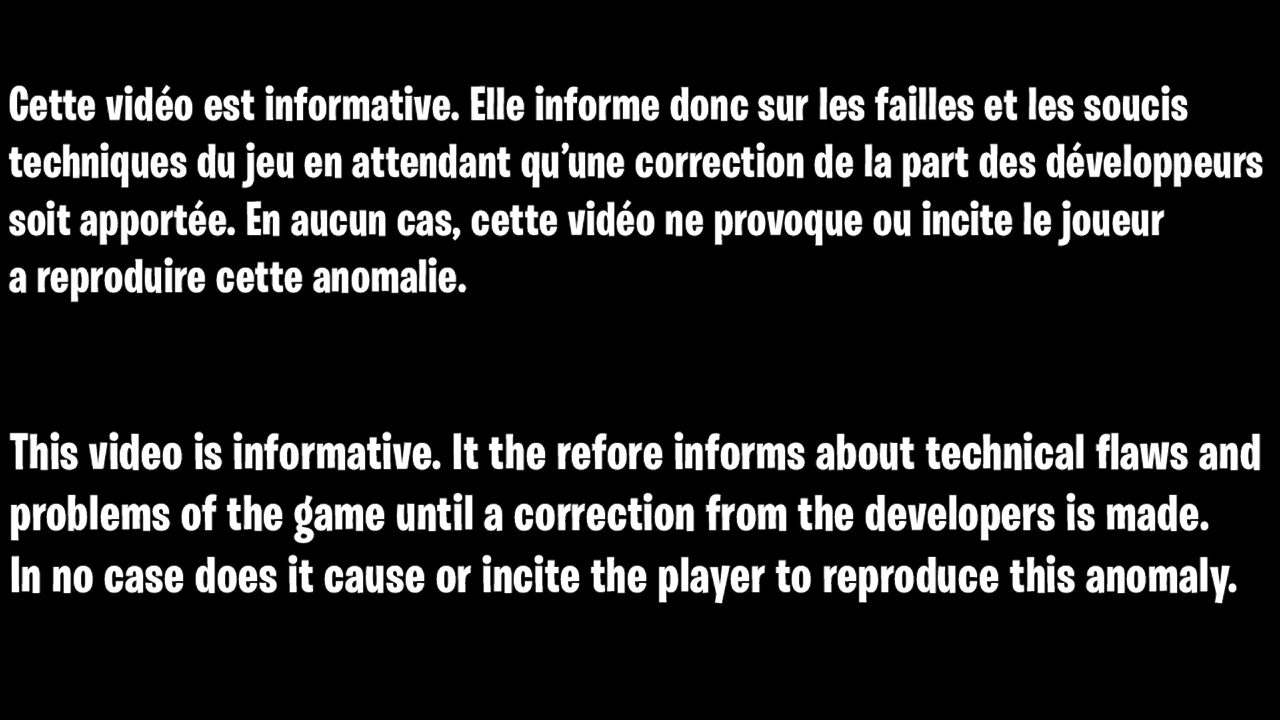 Cette vidéo est informative. Elle informe donc sur les failles et les soucis
techniques du jeu en attendant qu’une correction de la part des développeurs
soit apportée. En aucun cas, cette vidéo ne provoque ou incite le joueur
a reproduire cette anomalie.
This video is informative. It the refore informs about technical flaws and
problems of the game until a correction from the developers is made.
In no case does it cause or incite the player to reproduce this anomaly.